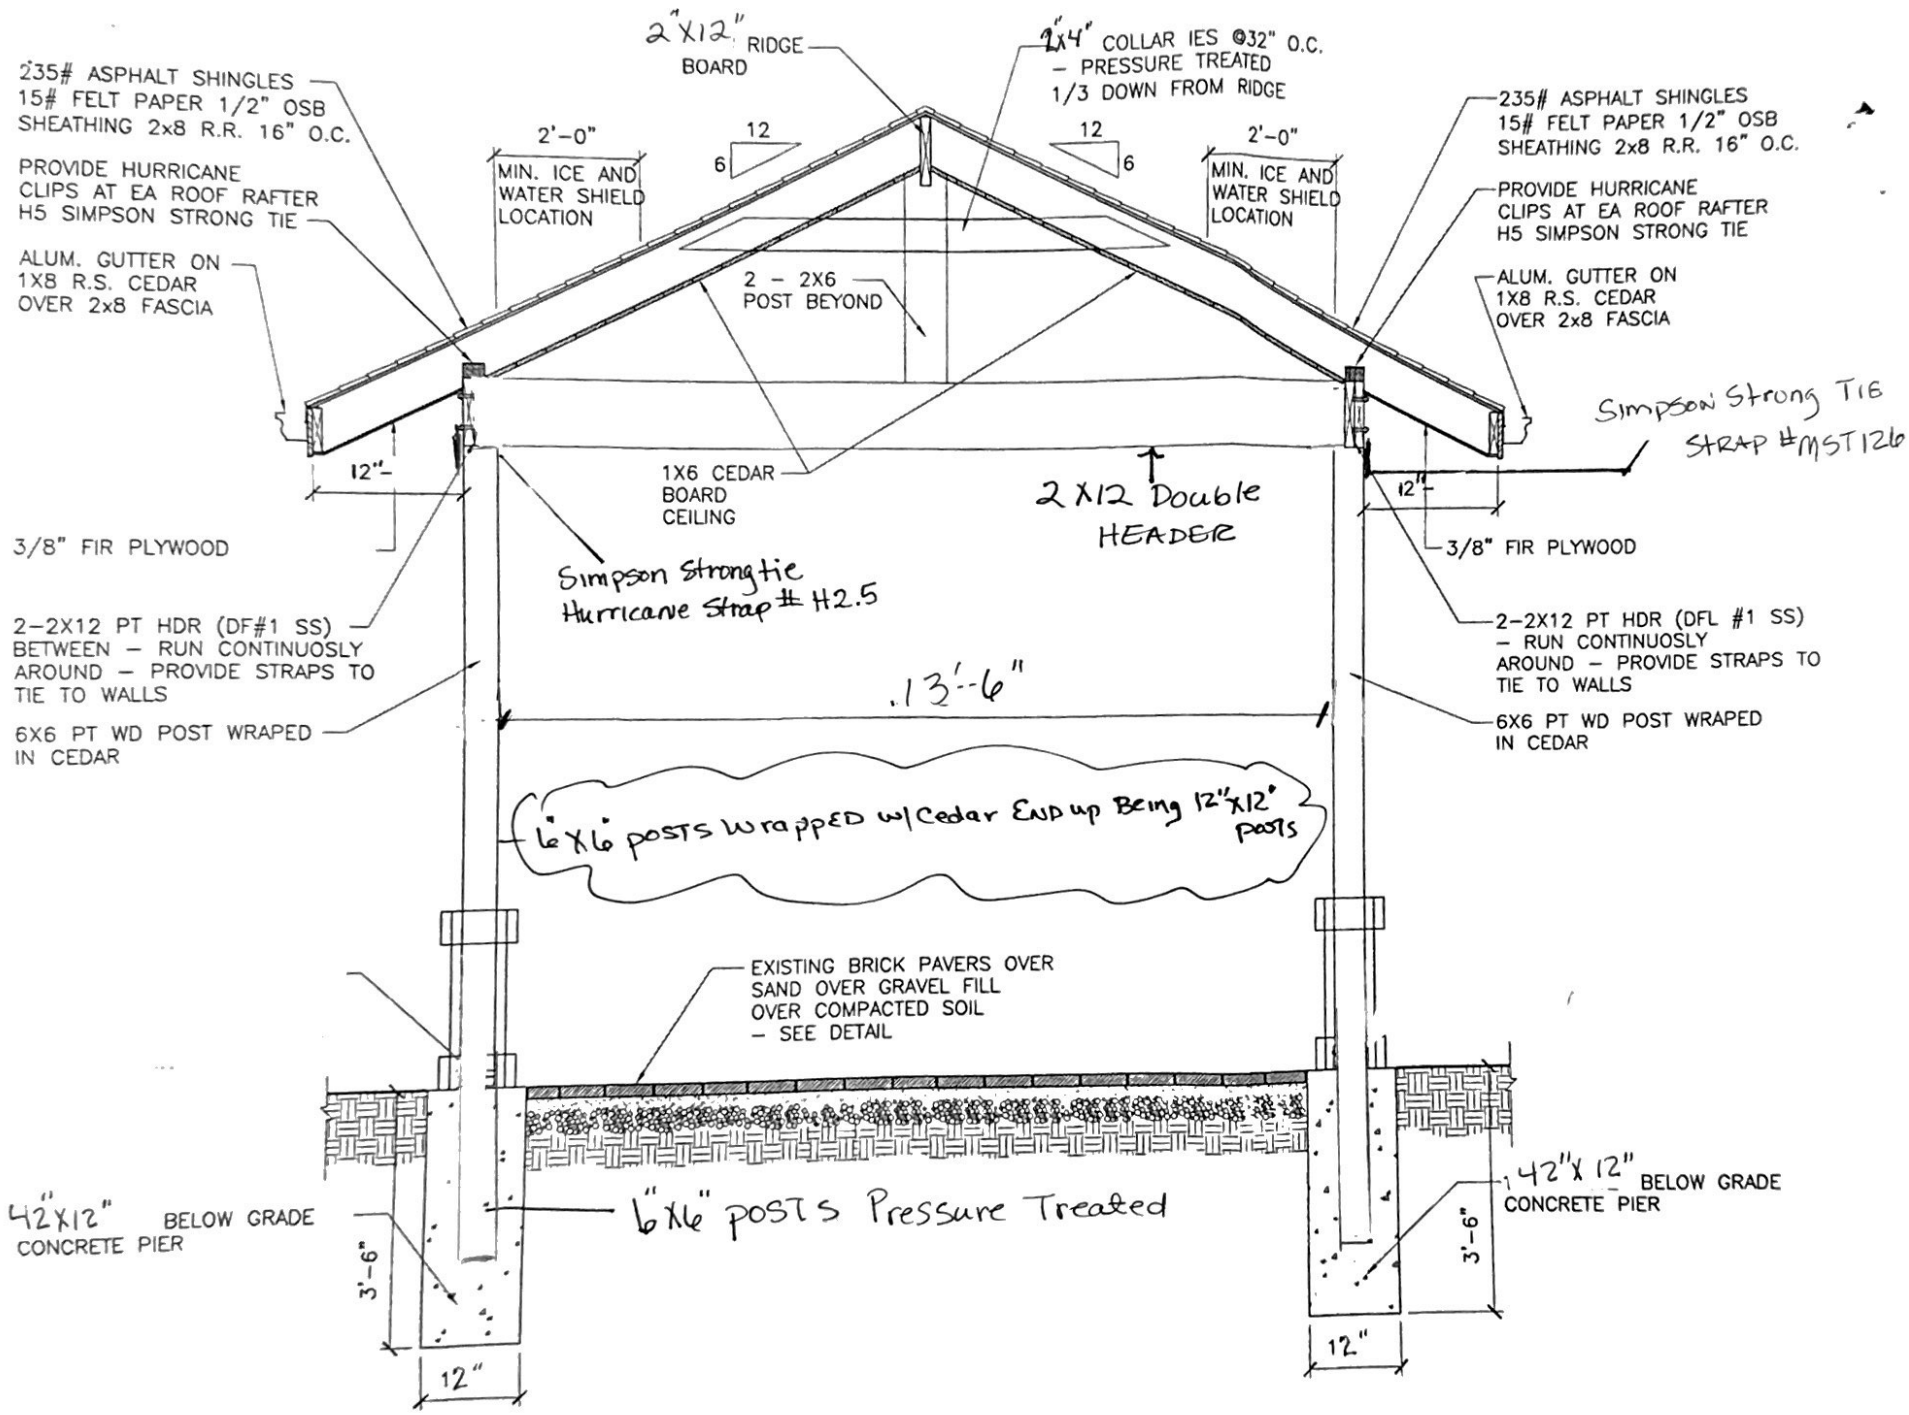 2"X12" RIDGE
BOARD
2"x4" COLLAR IES @32" O.C.
– PRESSURE TREATED
1/3 DOWN FROM RIDGE
235# ASPHALT SHINGLES
15# FELT PAPER 1/2" OSB
SHEATHING 2x8 R.R. 16" O.C.
PROVIDE HURRICANE
CLIPS AT EA ROOF RAFTER
H5 SIMPSON STRONG TIE
ALUM. GUTTER ON
1X8 R.S. CEDAR
OVER 2x8 FASCIA
2'-0"
MIN. ICE AND
WATER SHIELD
LOCATION
12
6
12
6
2'-0"
MIN. ICE AND
WATER SHIELD
LOCATION
235# ASPHALT SHINGLES
15# FELT PAPER 1/2" OSB
SHEATHING 2x8 R.R. 16" O.C.
PROVIDE HURRICANE
CLIPS AT EA ROOF RAFTER
H5 SIMPSON STRONG TIE
ALUM. GUTTER ON
1X8 R.S. CEDAR
OVER 2x8 FASCIA
2 – 2X6
POST BEYOND
Simpson Strong TIE
STRAP #MST126
12"-
1X6 CEDAR
BOARD
CEILING
2 X12 Double
HEADER
12"-
3/8" FIR PLYWOOD
Simpson Strongtie
Hurricane Strap # H2.5
3/8" FIR PLYWOOD
2–2X12 PT HDR (DF#1 SS)
BETWEEN – RUN CONTINUOSLY
AROUND – PROVIDE STRAPS TO
TIE TO WALLS
6X6 PT WD POST WRAPED
IN CEDAR
13'-6"
2–2X12 PT HDR (DFL #1 SS)
– RUN CONTINUOSLY
AROUND – PROVIDE STRAPS TO
TIE TO WALLS
6X6 PT WD POST WRAPED
IN CEDAR
6"X6" POSTS WrappED w/Cedar END up Being 12"X12"
posts
EXISTING BRICK PAVERS OVER
SAND OVER GRAVEL FILL
OVER COMPACTED SOIL
– SEE DETAIL
42"X12" BELOW GRADE
CONCRETE PIER
3'-6"
6"X6" POSTS Pressure Treated
42"X 12" BELOW GRADE
CONCRETE PIER
3'-6"
12"
12"